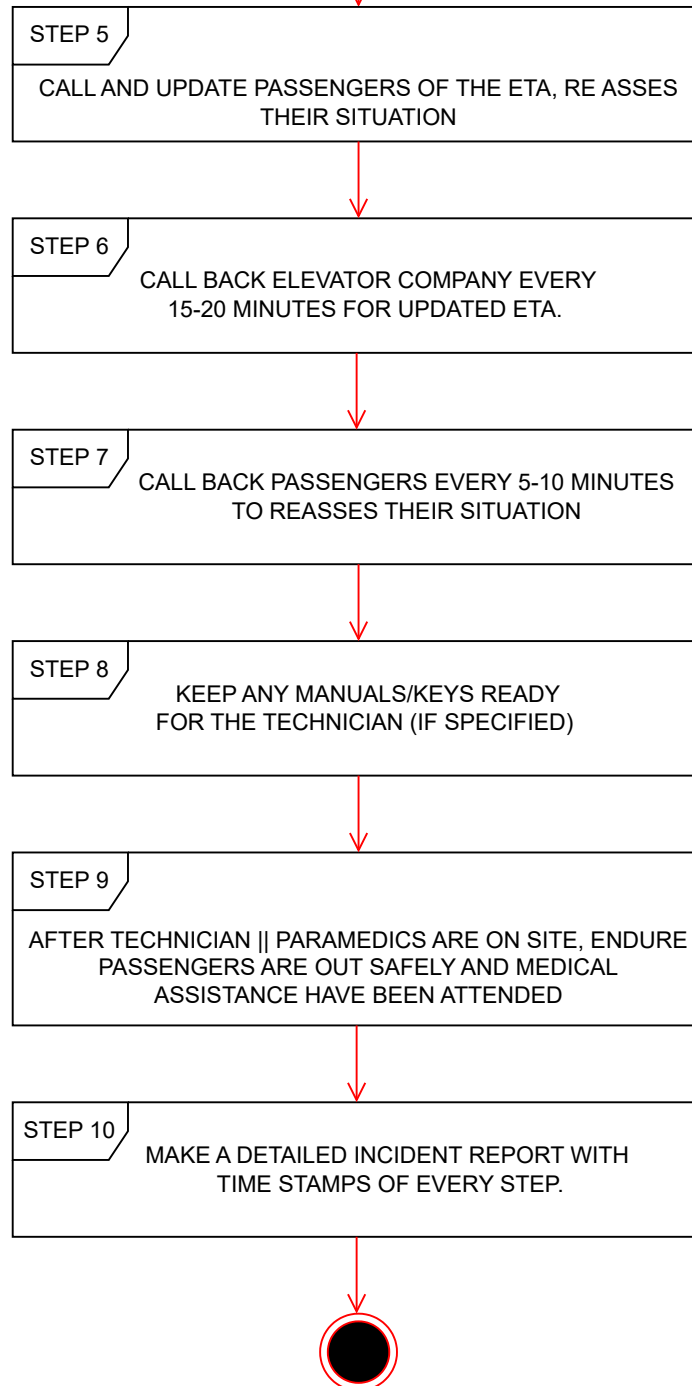 STEP 5
CALL AND UPDATE PASSENGERS OF THE ETA, RE ASSES
THEIR SITUATION
STEP 6
CALL BACK ELEVATOR COMPANY EVERY
15-20 MINUTES FOR UPDATED ETA.
STEP 7
CALL BACK PASSENGERS EVERY 5-10 MINUTES
TO REASSES THEIR SITUATION
STEP 8
KEEP ANY MANUALS/KEYS READY
FOR THE TECHNICIAN (IF SPECIFIED)
STEP 9
AFTER TECHNICIAN || PARAMEDICS ARE ON SITE, ENDURE
PASSENGERS ARE OUT SAFELY AND MEDICAL
ASSISTANCE HAVE BEEN ATTENDED
STEP 10
MAKE A DETAILED INCIDENT REPORT WITH
TIME STAMPS OF EVERY STEP.